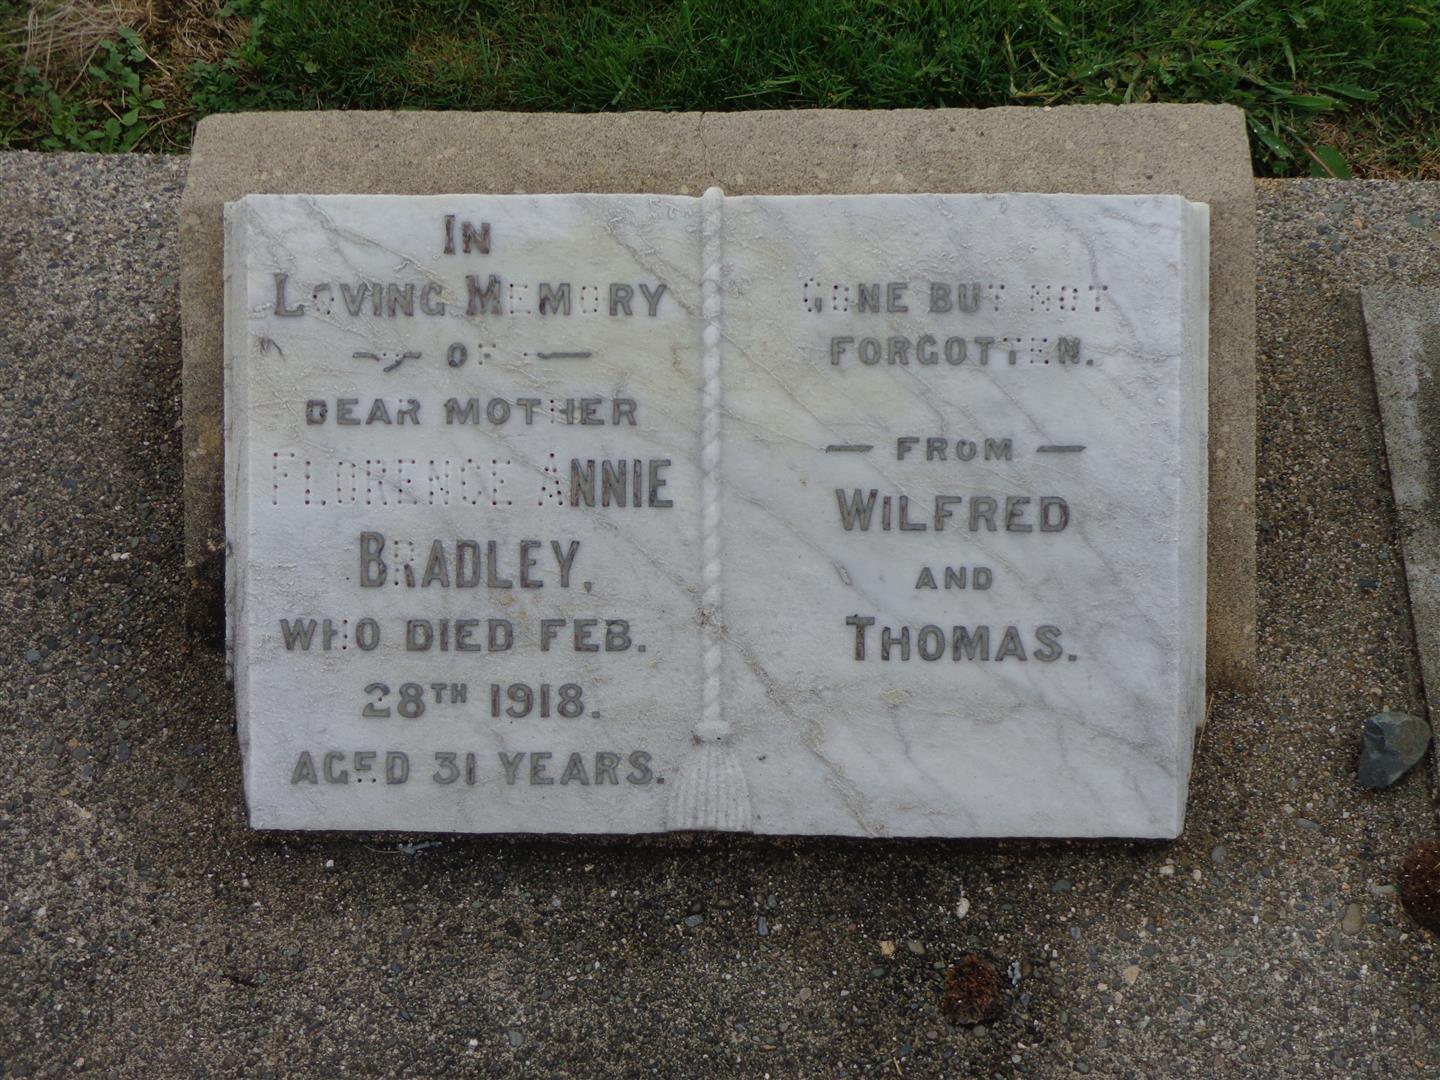 IN
LOVING MEMORY
OF
DEAR MOTHER
FLORENCE ANNIE
BRADLEY,
WHO DIED FEB.
28TH 1918.
AGED 31 YEARS.
GONE BUT NOT
FORGOTTEN.
— FROM —
WILFRED
AND
THOMAS.